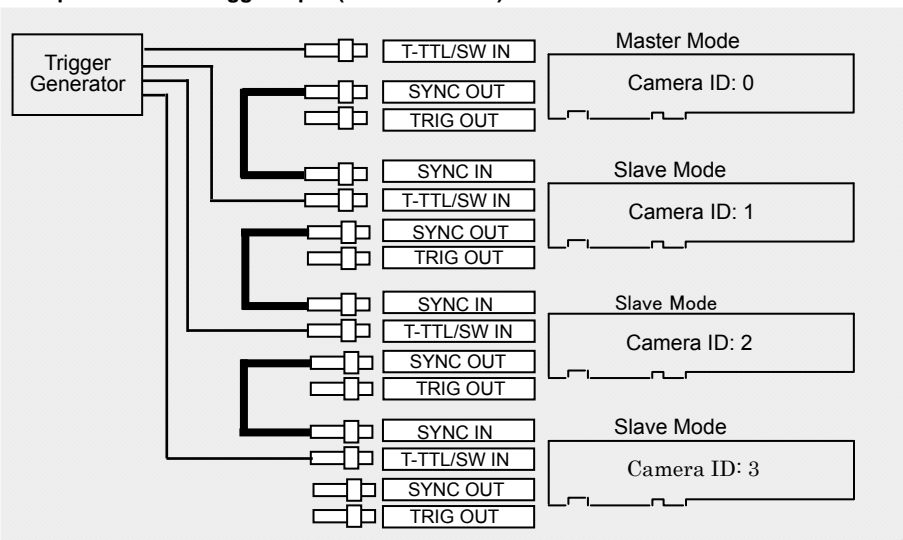 Trigger
Generator
T-TTL/SW IN
SYNC OUT
TRIG OUT
Master Mode
Camera ID: 0
SYNC IN
T-TTL/SW IN
SYNC OUT
TRIG OUT
Slave Mode
Camera ID: 1
SYNC IN
T-TTL/SW IN
SYNC OUT
TRIG OUT
Slave Mode
Camera ID: 2
SYNC IN
T-TTL/SW IN
SYNC OUT
TRIG OUT
Slave Mode
Camera ID: 3